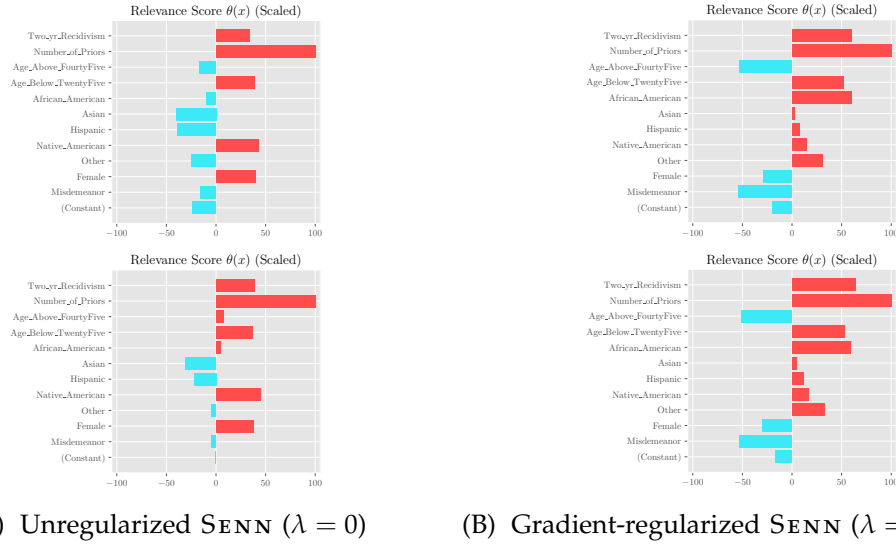 Relevance Score θ(x) (Scaled)
Two_yr_Recidivism
Number_of_Priors
Age_Above_FourtyFive
Age_Below_TwentyFive
African_American
Asian
Hispanic
Native_American
Other
Female
Misdemeanor
(Constant)
−100 −50 0 50 100
Relevance Score θ(x) (Scaled)
Two_yr_Recidivism
Number_of_Priors
Age_Above_FourtyFive
Age_Below_TwentyFive
African_American
Asian
Hispanic
Native_American
Other
Female
Misdemeanor
(Constant)
−100 −50 0 50 100
Relevance Score θ(x) (Scaled)
Two_yr_Recidivism
Number_of_Priors
Age_Above_FourtyFive
Age_Below_TwentyFive
African_American
Asian
Hispanic
Native_American
Other
Female
Misdemeanor
(Constant)
−100 −50 0 50 100
Relevance Score θ(x) (Scaled)
Two_yr_Recidivism
Number_of_Priors
Age_Above_FourtyFive
Age_Below_TwentyFive
African_American
Asian
Hispanic
Native_American
Other
Female
Misdemeanor
(Constant)
−100 −50 0 50 100
) Unregularized SENN (λ = 0)
(B) Gradient-regularized SENN (λ =